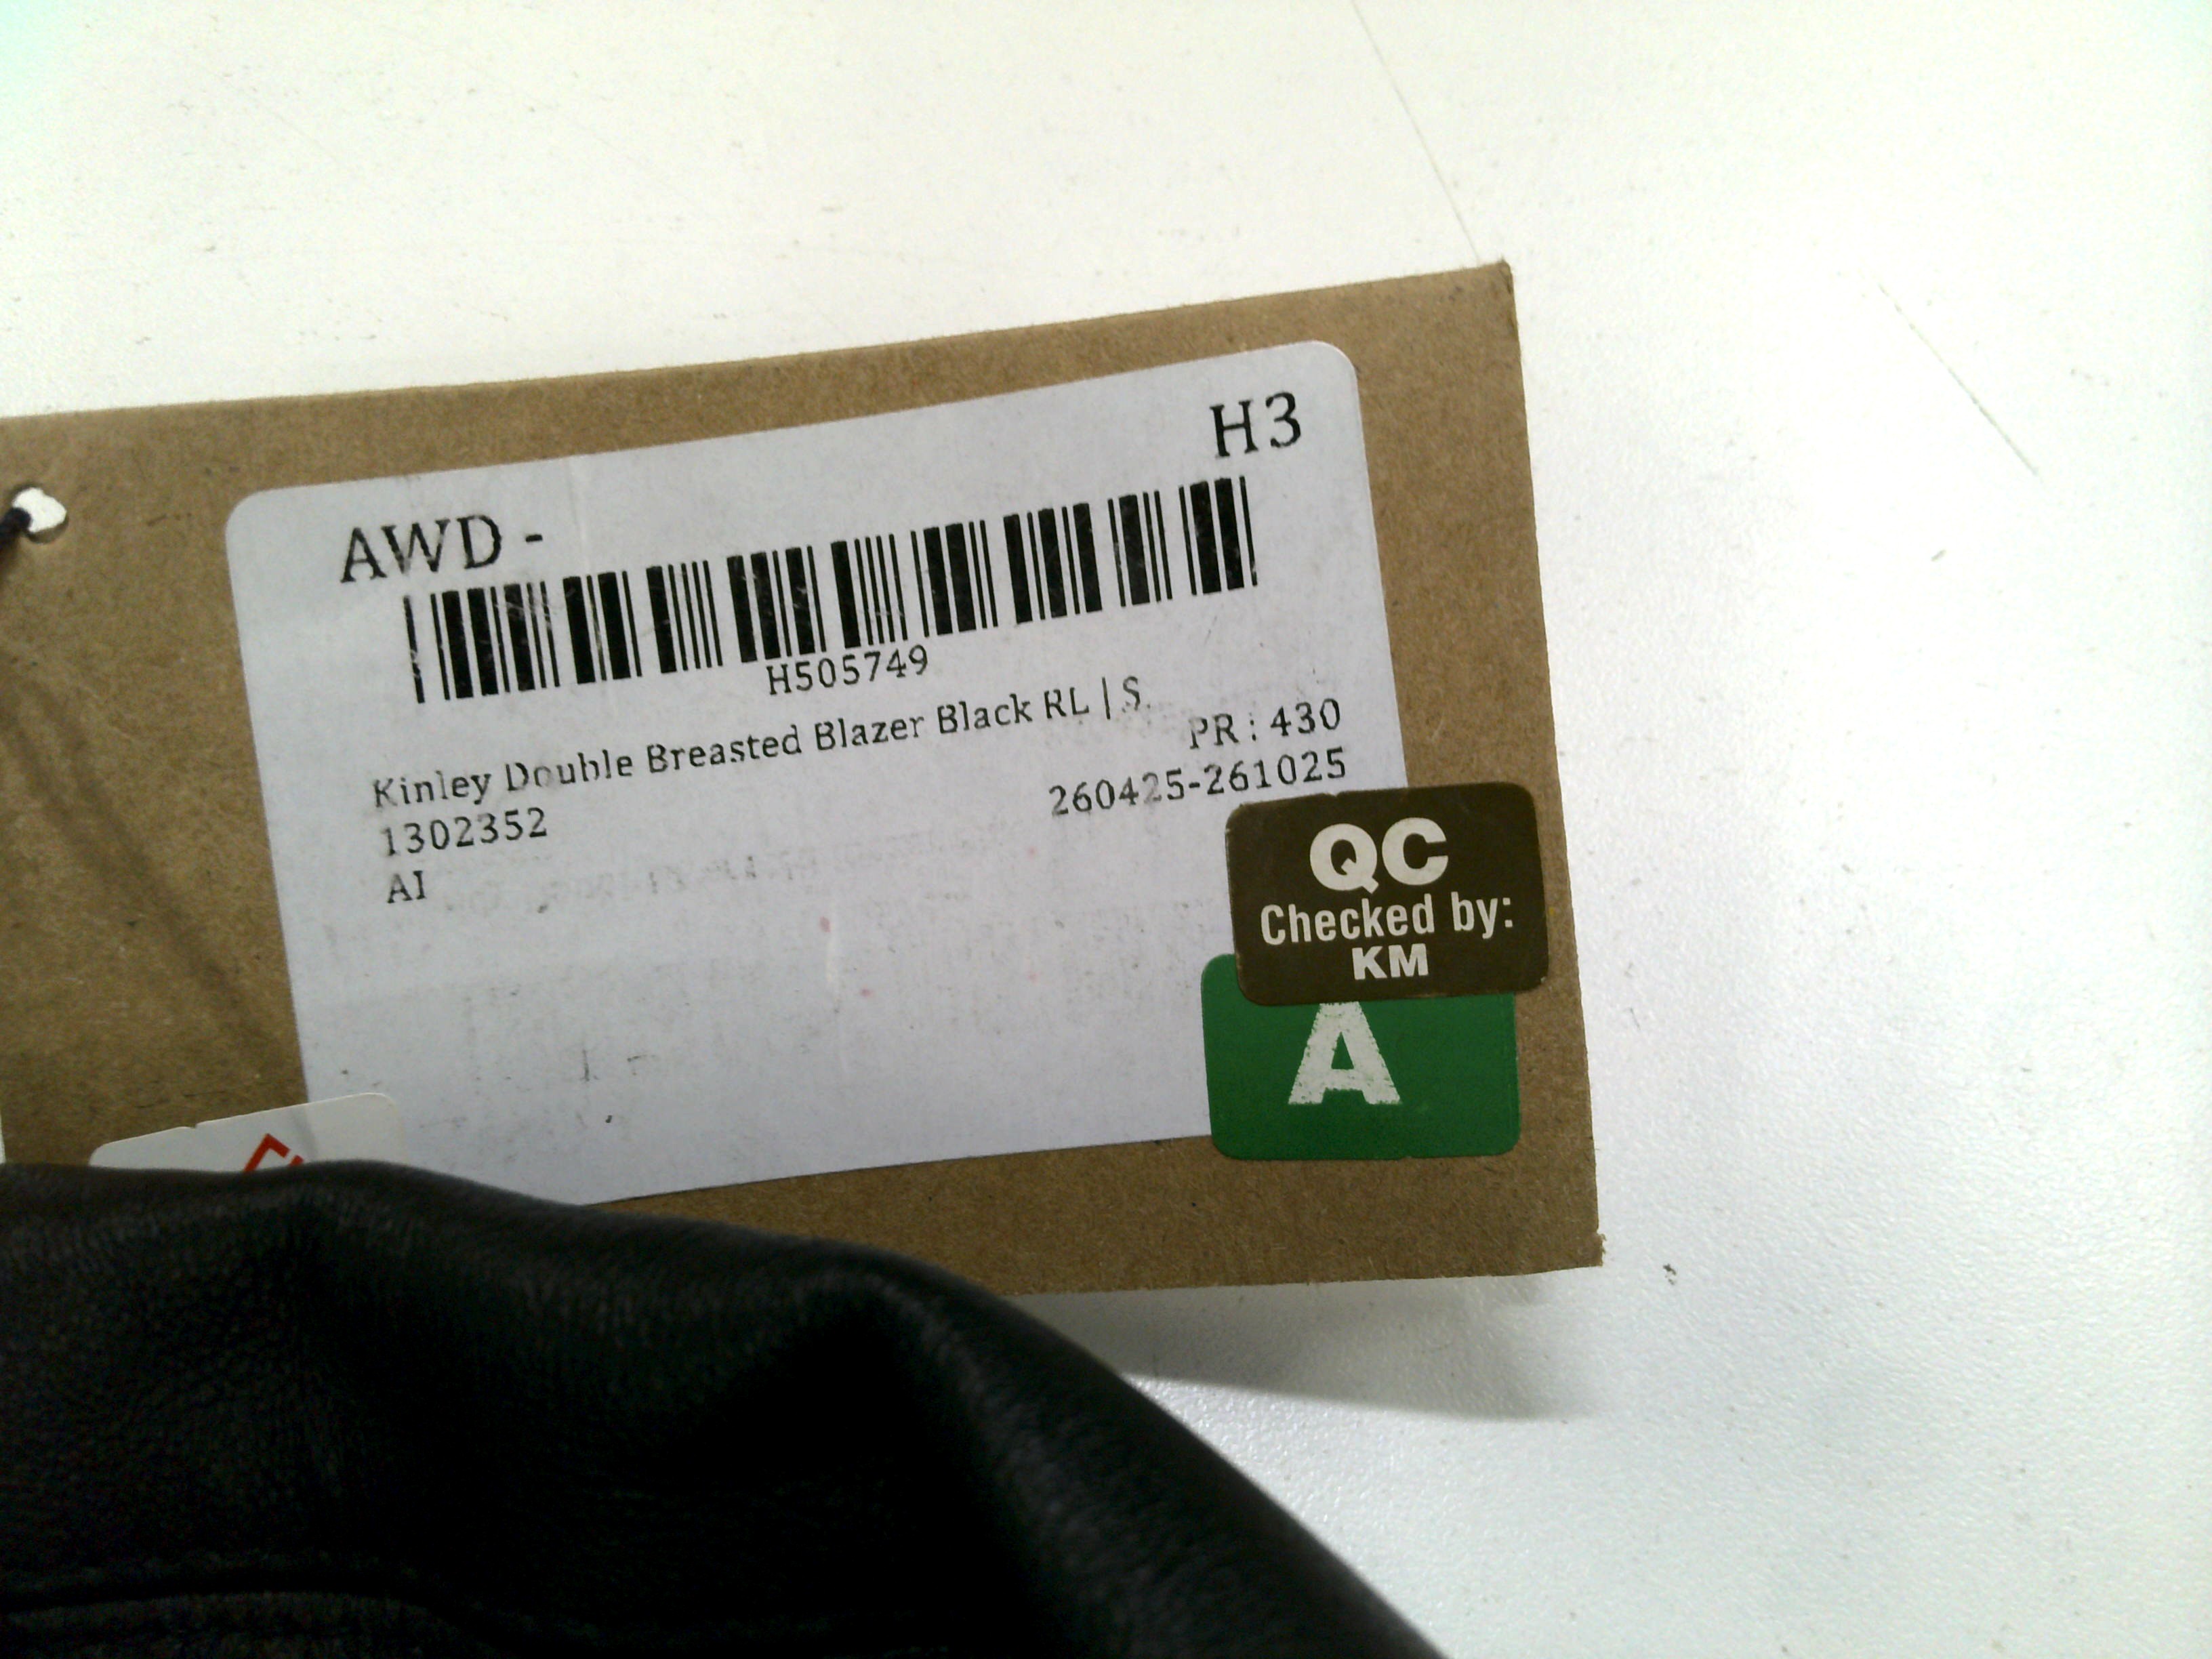 H3
AWD -
H505749
Kinley Double Breasted Blazer Black RL | S
PR : 430
1302352
260425-261025
AI
QC
Checked by:
KM
A